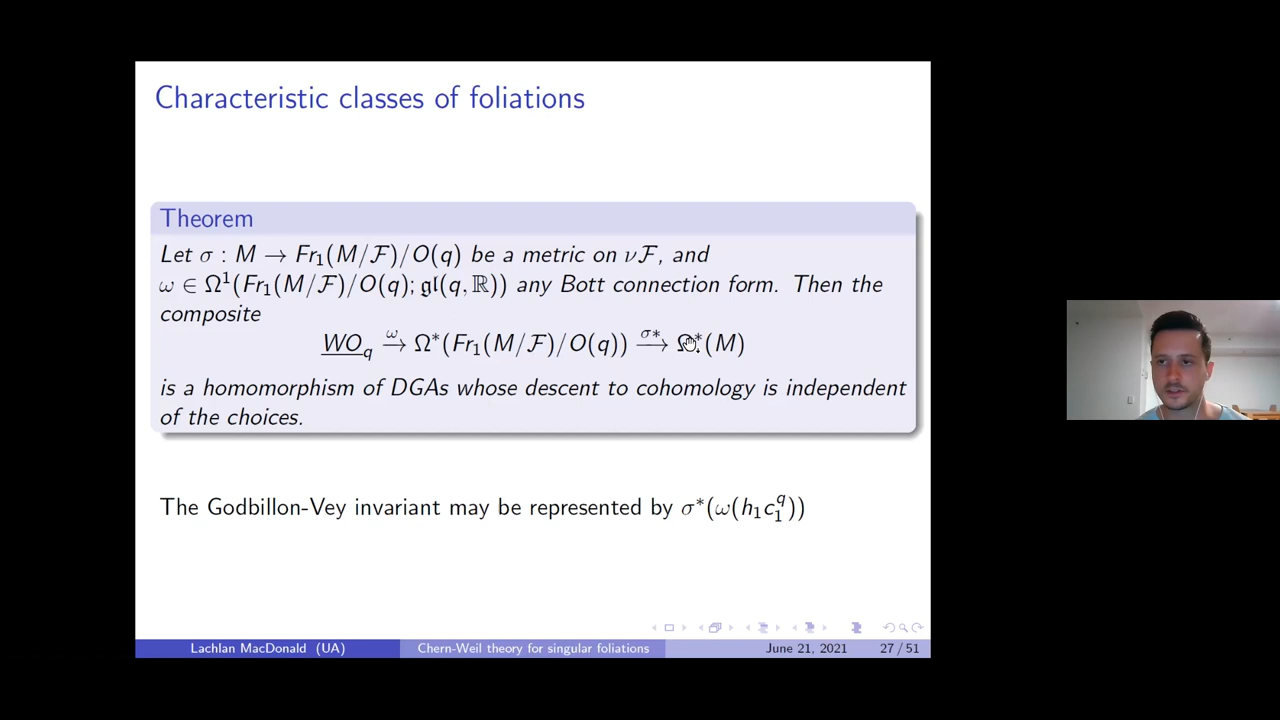 Characteristic classes of foliations
Theorem
Let σ : M → Fr₁(M/ℱ)/O(q) be a metric on νℱ, and
ω ∈ Ω¹(Fr₁(M/ℱ)/O(q); 𝔤𝔩(q, ℝ)) any Bott connection form. Then the
composite
WO_q →^ω Ω*(Fr₁(M/ℱ)/O(q)) →^σ* Ω*(M)
is a homomorphism of DGAs whose descent to cohomology is independent
of the choices.
The Godbillon-Vey invariant may be represented by σ*(ω(h₁c₁^q))
Lachlan MacDonald (UA) Chern-Weil theory for singular foliations June 21, 2021 27 / 51